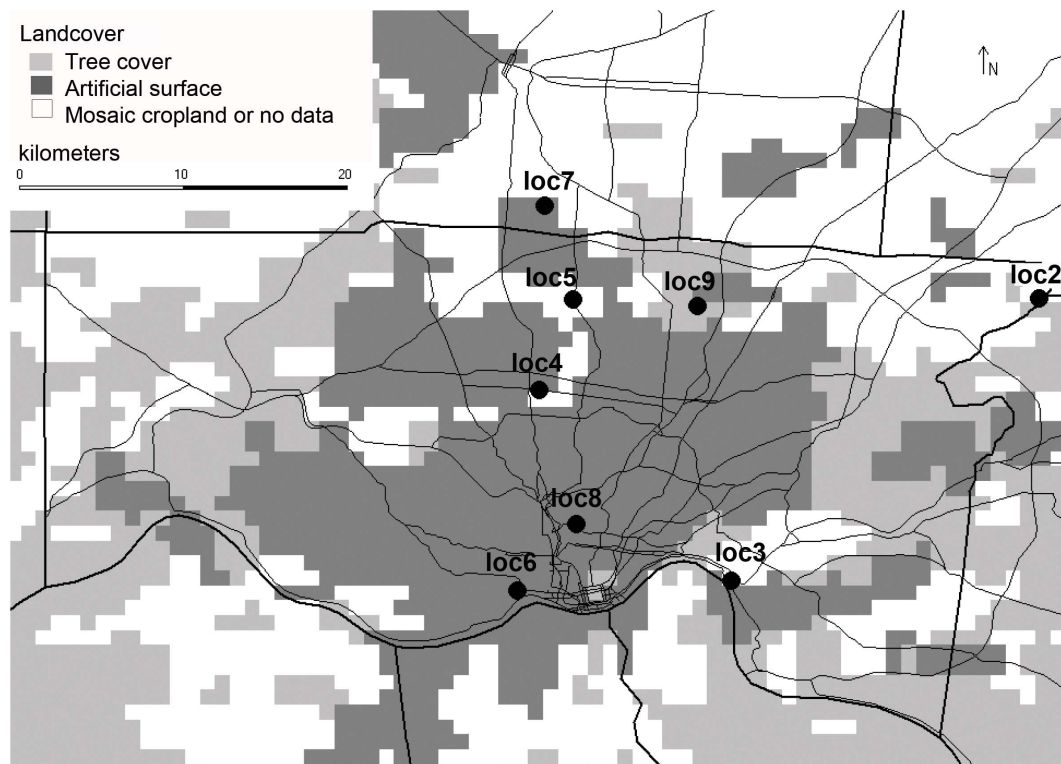 Landcover
Tree cover
Artificial surface
Mosaic cropland or no data
kilometers
0 10 20
N
loc7
loc5
loc9
loc2
loc4
loc8
loc6
loc3